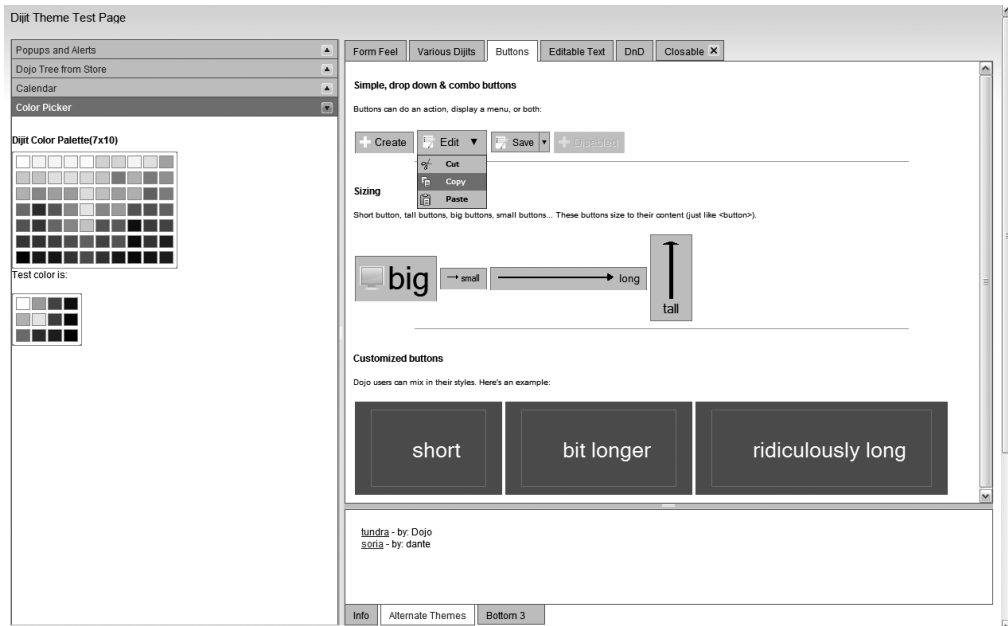 Dijit Theme Test Page
Popups and Alerts
Dojo Tree from Store
Calendar
Color Picker
Dijit Color Palette(7x10)
Test color is:
Form Feel Various Dijits Buttons Editable Text DnD Closable X
Simple, drop down & combo buttons
Buttons can do an action, display a menu, or both:
Create Edit Save Disabled
Cut
Copy
Paste
Sizing
Short button, tall buttons, big buttons, small buttons... These buttons size to their content (just like <button>).
big small long tall
Customized buttons
Dojo users can mix in their styles. Here's an example:
short bit longer ridiculously long
tundra - by: Dojo
soria - by: dante
Info Alternate Themes Bottom 3